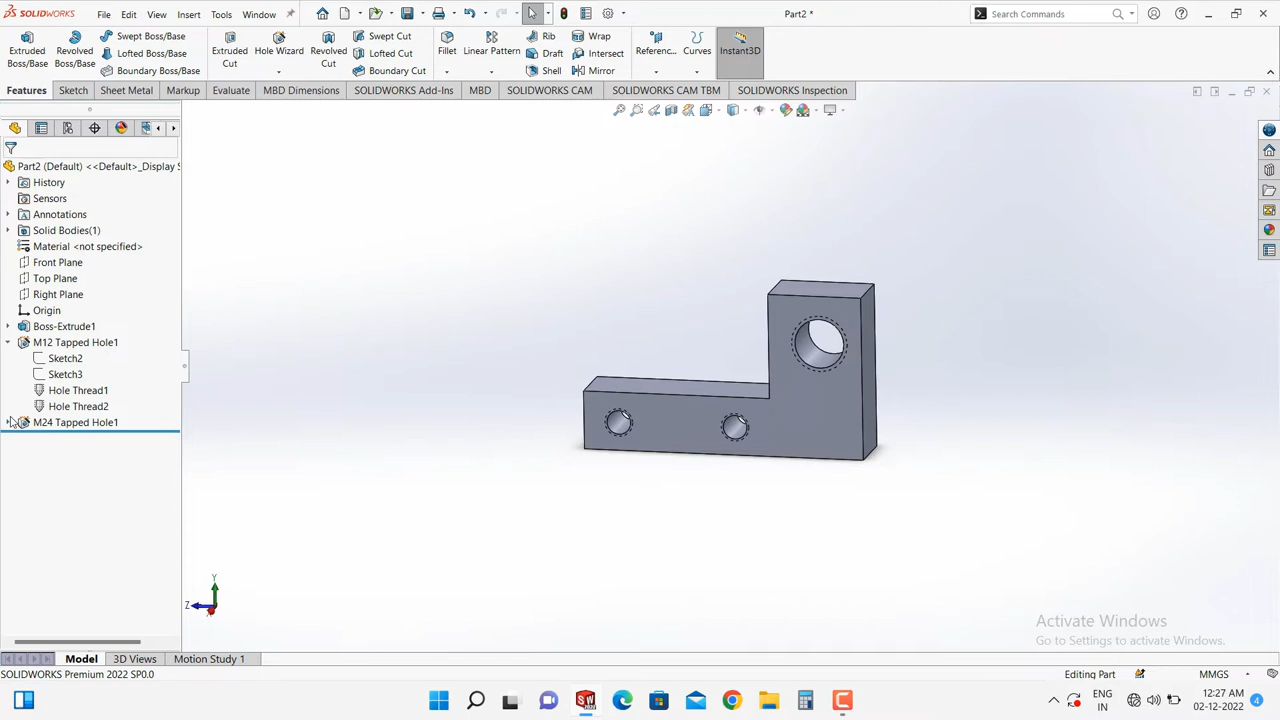 SOLIDWORKS File Edit View Insert Tools Window Part2 * Search Commands
Extruded Boss/Base Revolved Boss/Base Swept Boss/Base Lofted Boss/Base Boundary Boss/Base Extruded Cut Hole Wizard Revolved Cut Swept Cut Lofted Cut Boundary Cut Fillet Linear Pattern Rib Draft Shell Wrap Intersect Mirror Referenc... Curves Instant3D
Features Sketch Sheet Metal Markup Evaluate MBD Dimensions SOLIDWORKS Add-Ins MBD SOLIDWORKS CAM SOLIDWORKS CAM TBM SOLIDWORKS Inspection
Part2 (Default) <<Default>_Display S
History
Sensors
Annotations
Solid Bodies(1)
Material <not specified>
Front Plane
Top Plane
Right Plane
Origin
Boss-Extrude1
M12 Tapped Hole1
Sketch2
Sketch3
Hole Thread1
Hole Thread2
M24 Tapped Hole1
Y
Z
Activate Windows
Go to Settings to activate Windows.
Model 3D Views Motion Study 1
SOLIDWORKS Premium 2022 SP0.0 Editing Part MMGS
ENG IN 12:27 AM 02-12-2022 4